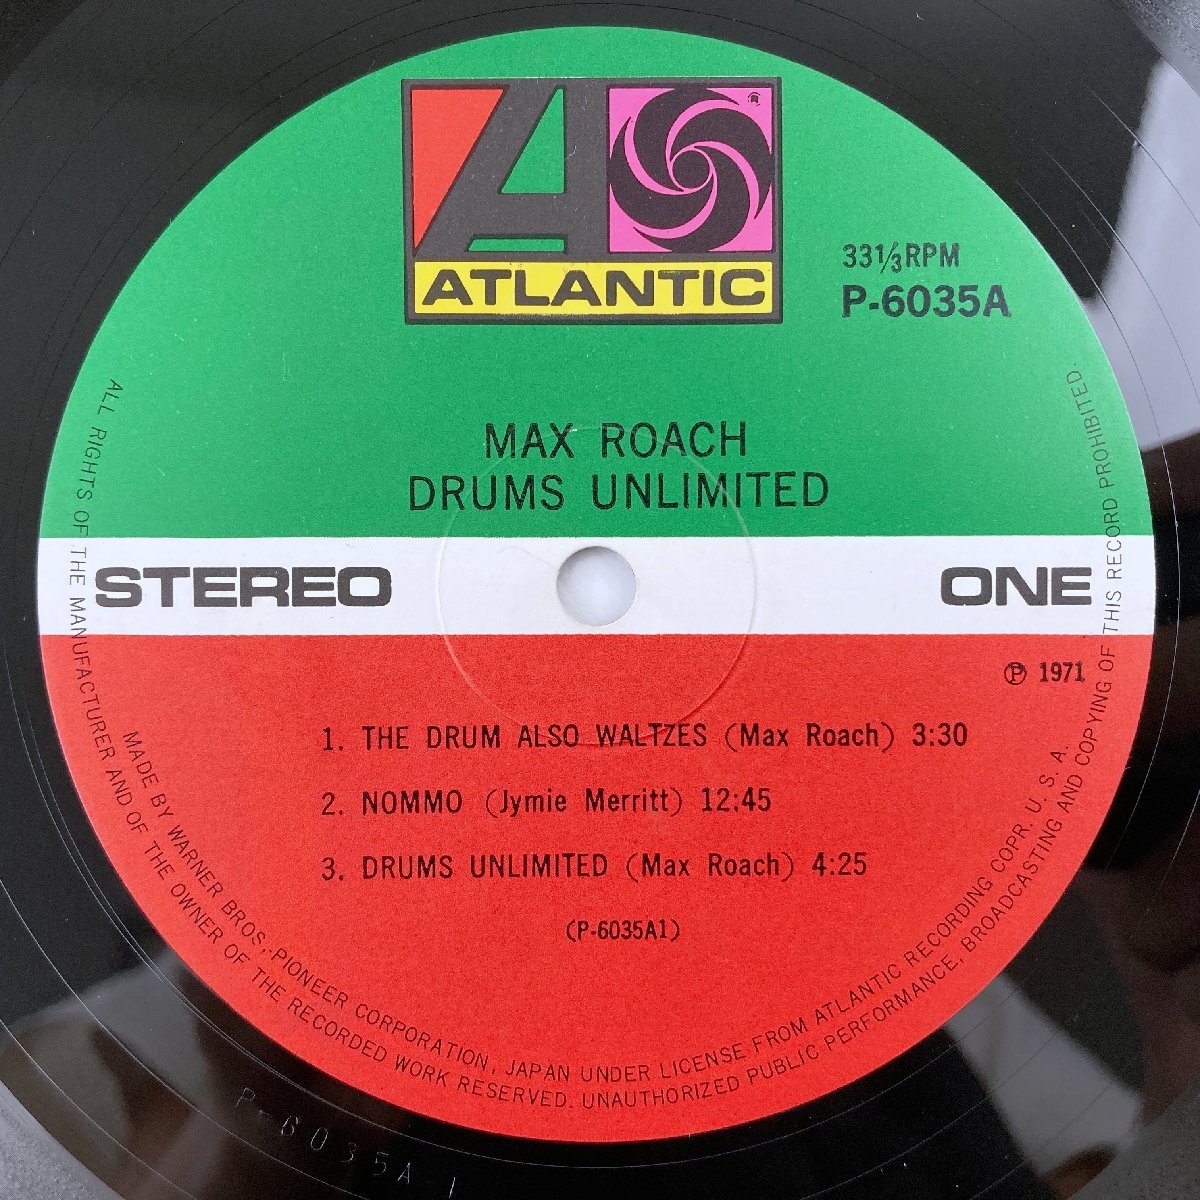 ATLANTIC
33⅓RPM
P-6035A
MAX ROACH
DRUMS UNLIMITED
STEREO
ONE
Ⓟ 1971
1. THE DRUM ALSO WALTZES (Max Roach) 3:30
2. NOMMO (Jymie Merritt) 12:45
3. DRUMS UNLIMITED (Max Roach) 4:25
(P-6035A1)
MADE BY WARNER BROS.-PIONEER CORPORATION, JAPAN UNDER LICENSE FROM ATLANTIC RECORDING COPR. U. S. A.
ALL RIGHTS OF THE MANUFACTURER AND OF THE OWNER OF THE RECORDED WORK RESERVED. UNAUTHORIZED PUBLIC PERFORMANCE, BROADCASTING AND COPYING OF THIS RECORD PROHIBITED.
P-6035A-1